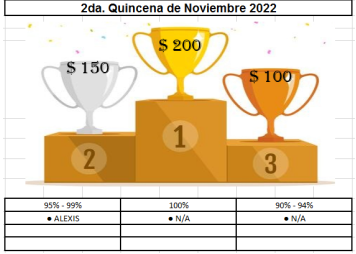 2da. Quincena de Noviembre 2022
$ 200
$ 150
$ 100
1
2
3
95% - 99% 100% 90% - 94%
● ALEXIS ● N/A ● N/A